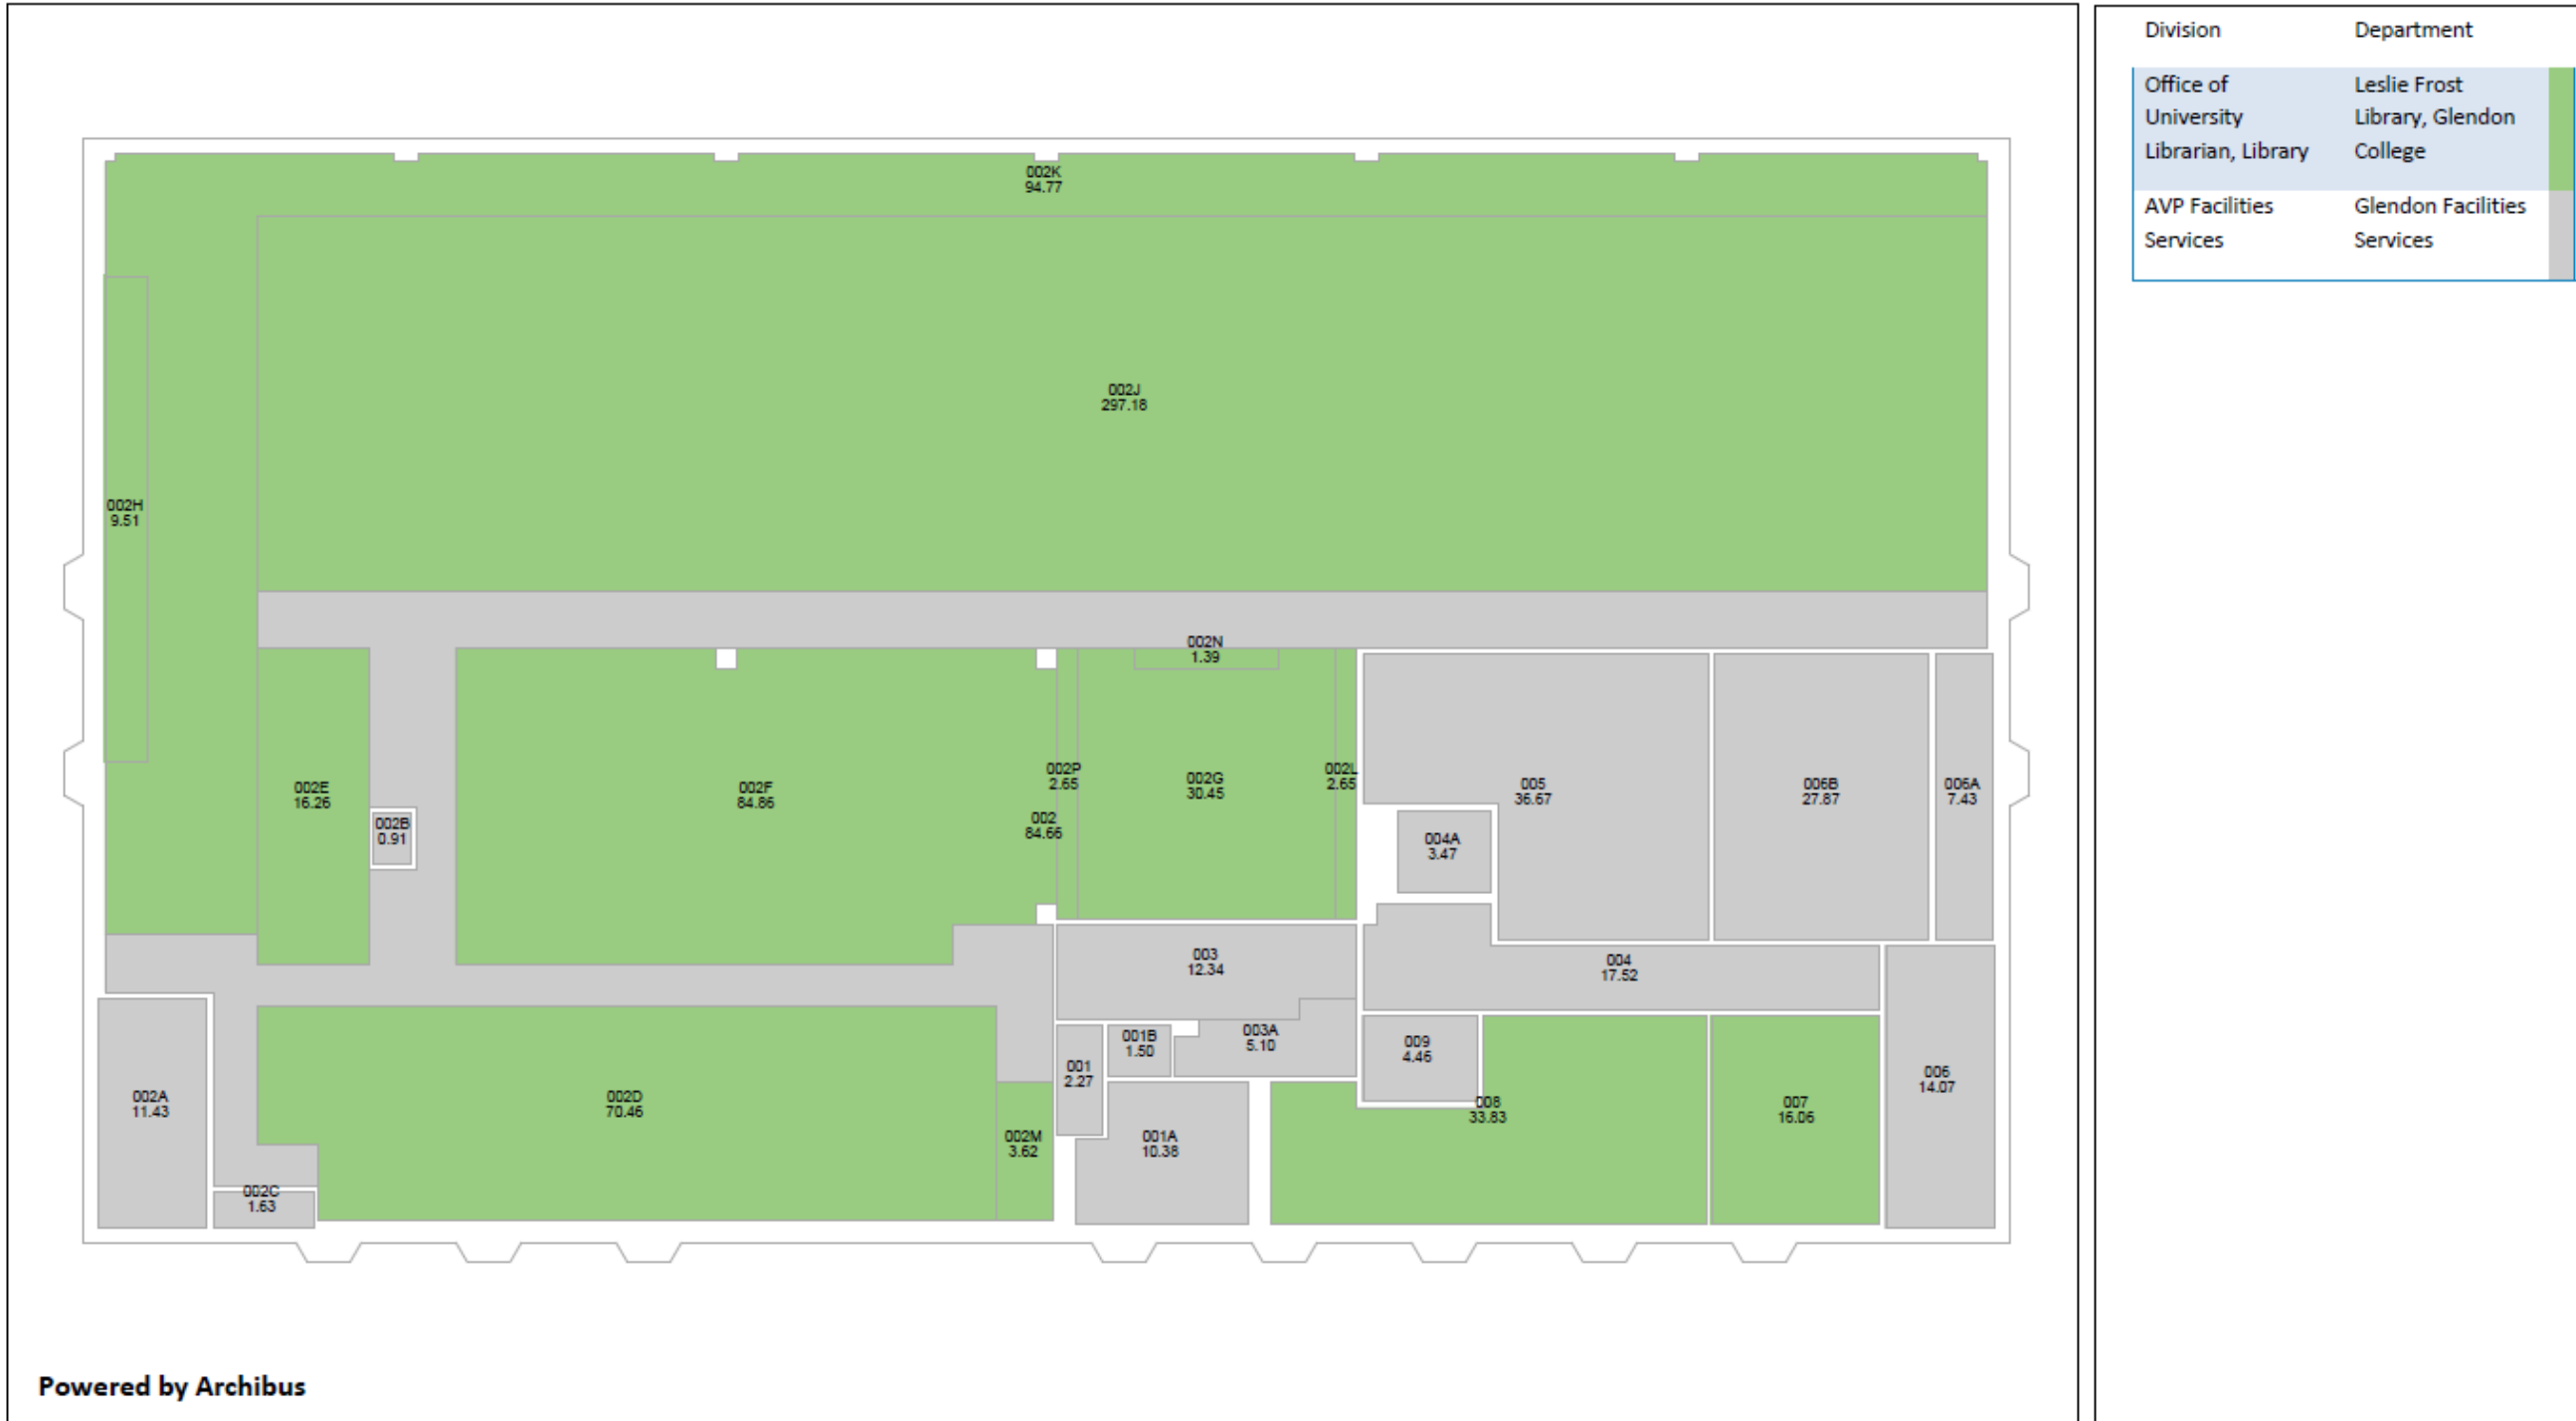 Division Department
Office of Leslie Frost
University Library, Glendon
Librarian, Library College
AVP Facilities Glendon Facilities
Services Services
002K
94.77
002J
297.18
002H
9.51
002N
1.39
002E
16.26
002B
0.91
002F
84.86
002P
2.65
002
84.66
002G
30.45
002L
2.65
005
36.67
006B
27.87
006A
7.43
004A
3.47
003
12.34
004
17.52
003A
5.10
001B
1.50
001
2.27
009
4.46
002A
11.43
002D
70.46
002M
3.62
001A
10.38
008
33.83
007
16.06
006
14.07
002C
1.63
Powered by Archibus